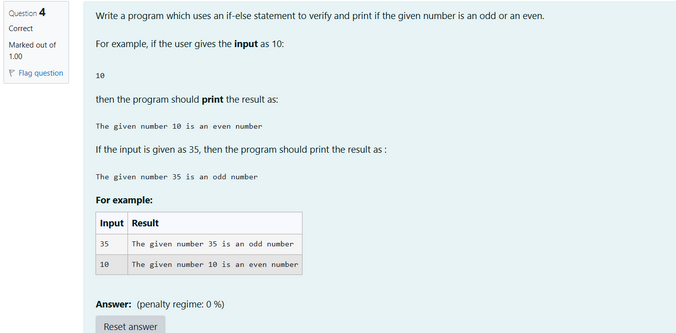 Question 4
Correct
Marked out of
1.00
Flag question
Write a program which uses an if-else statement to verify and print if the given number is an odd or an even.
For example, if the user gives the input as 10:
10
then the program should print the result as:
The given number 10 is an even number
If the input is given as 35, then the program should print the result as :
The given number 35 is an odd number
For example:
Input Result
35 The given number 35 is an odd number
10 The given number 10 is an even number
Answer: (penalty regime: 0 %)
Reset answer